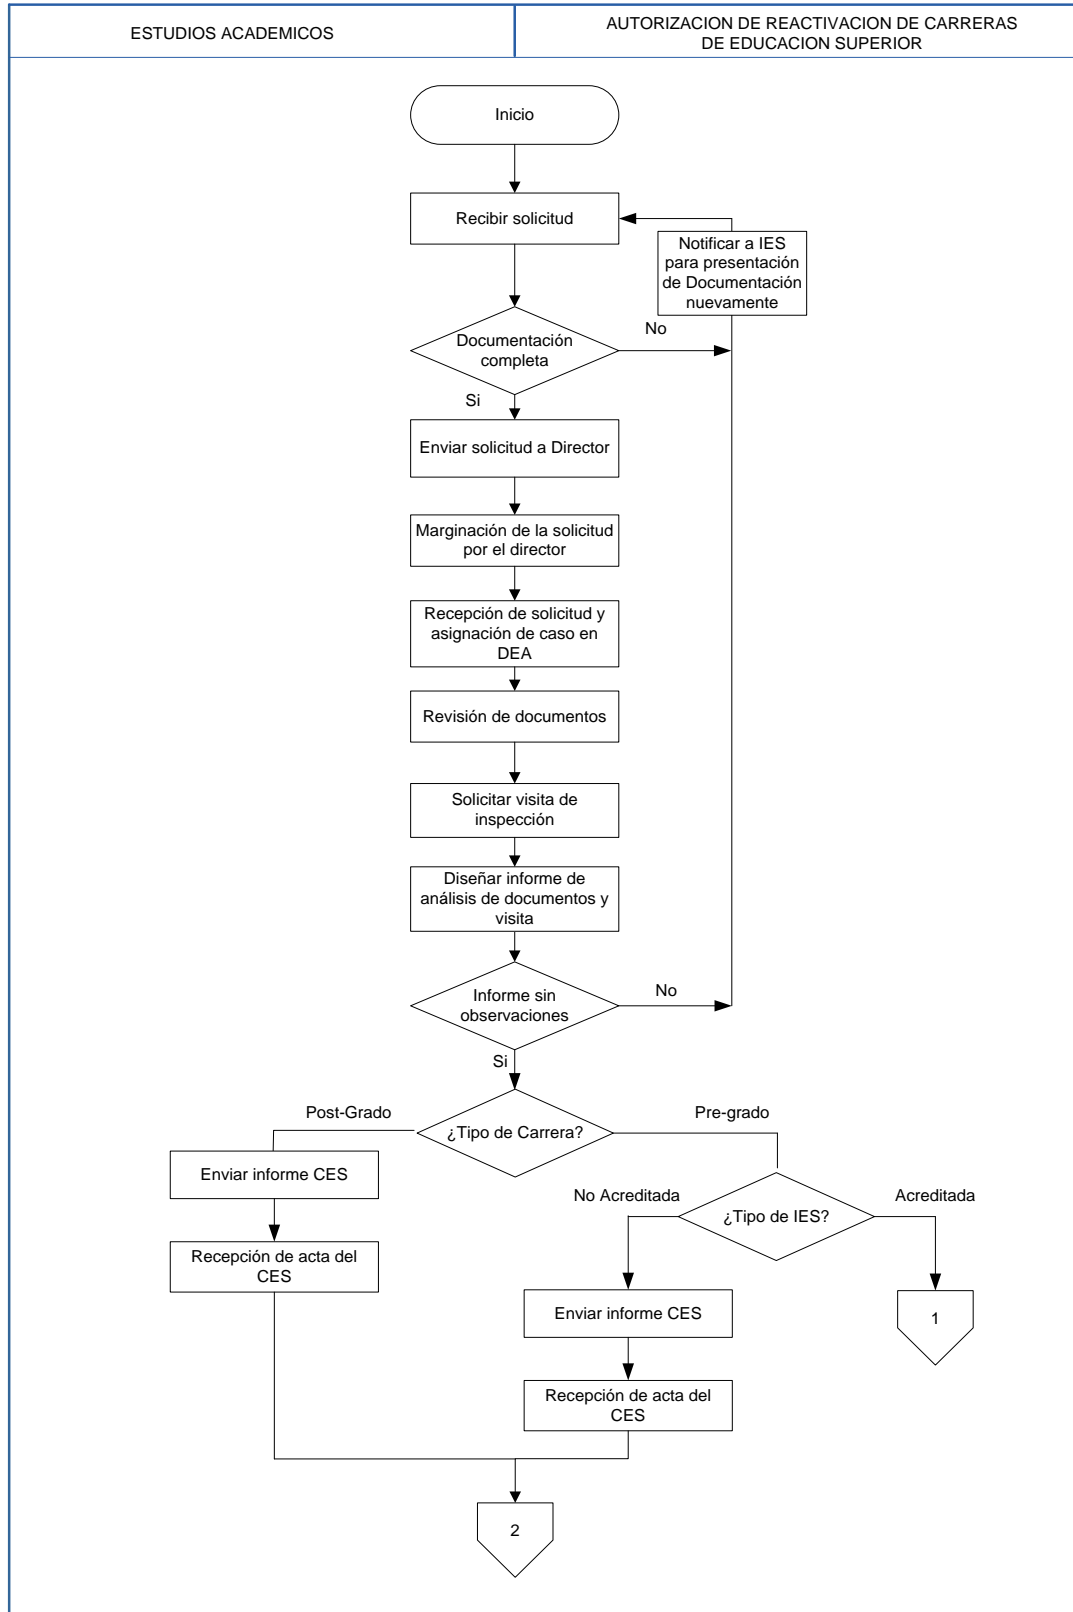 ESTUDIOS ACADEMICOS
AUTORIZACION DE REACTIVACION DE CARRERAS
DE EDUCACION SUPERIOR
Inicio
Recibir solicitud
Notificar a IES
para presentación
de Documentación
nuevamente
Documentación
completa
No
Si
Enviar solicitud a Director
Marginación de la solicitud
por el director
Recepción de solicitud y
asignación de caso en
DEA
Revisión de documentos
Solicitar visita de
inspección
Diseñar informe de
análisis de documentos y
visita
Informe sin
observaciones
No
Si
Post-Grado
¿Tipo de Carrera?
Pre-grado
Enviar informe CES
Recepción de acta del
CES
No Acreditada
¿Tipo de IES?
Acreditada
Enviar informe CES
1
Recepción de acta del
CES
2